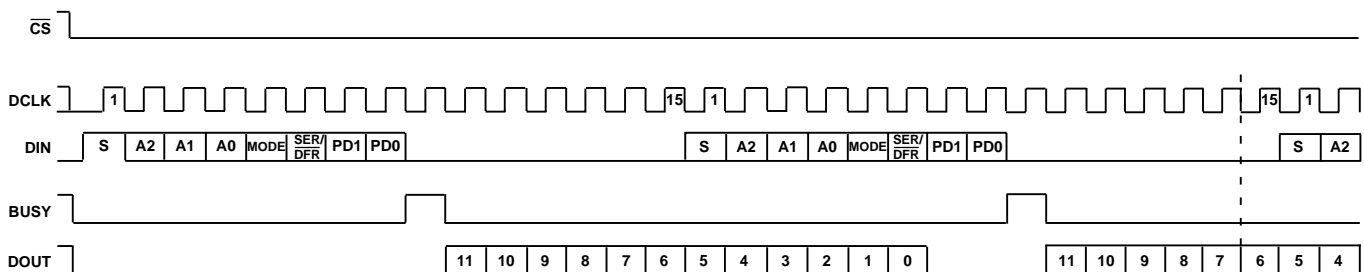 CS
DCLK 1 15 1 15 1
DIN S A2 A1 A0 MODE SER/DFR PD1 PD0 S A2 A1 A0 MODE SER/DFR PD1 PD0 S A2
BUSY
DOUT 11 10 9 8 7 6 5 4 3 2 1 0 11 10 9 8 7 6 5 4